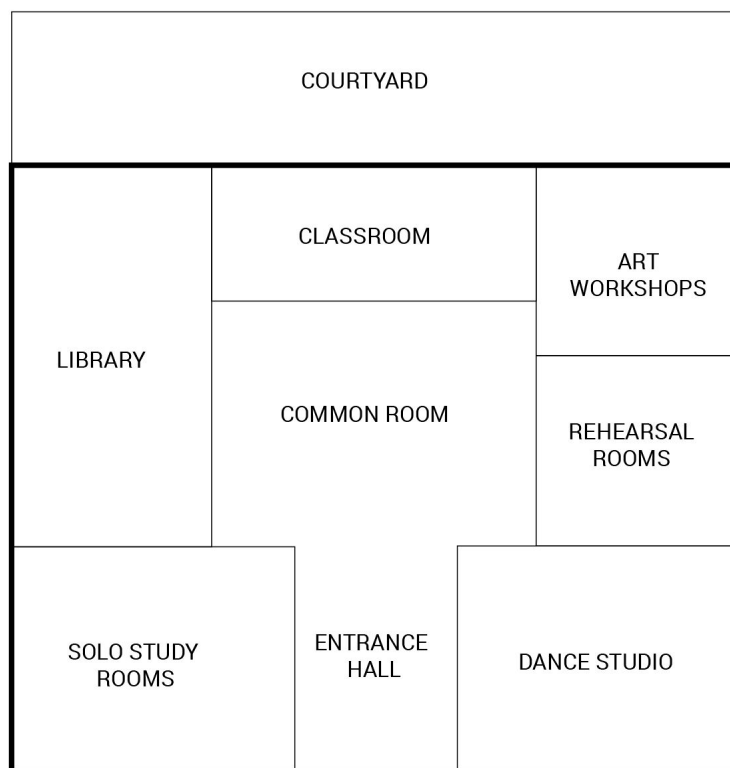 COURTYARD
CLASSROOM
ART
WORKSHOPS
LIBRARY
COMMON ROOM
REHEARSAL
ROOMS
SOLO STUDY
ROOMS
ENTRANCE
HALL
DANCE STUDIO